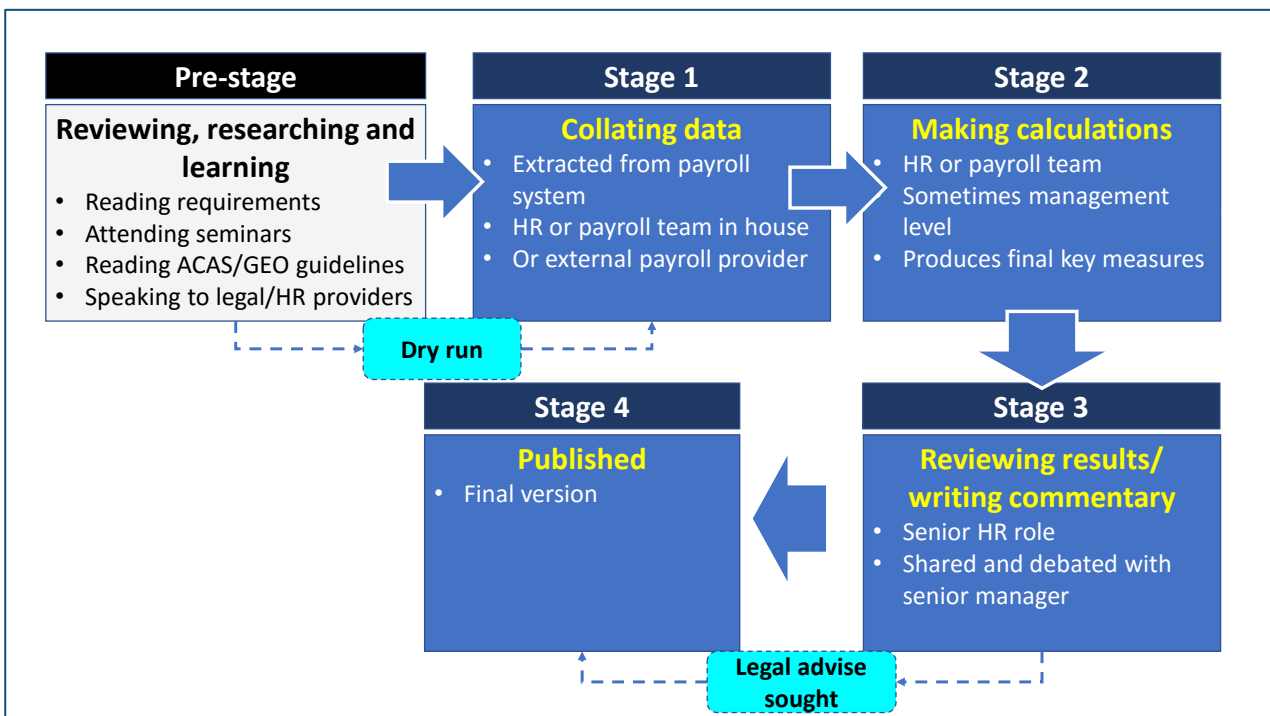 Pre-stage
Reviewing, researching and
learning
• Reading requirements
• Attending seminars
• Reading ACAS/GEO guidelines
• Speaking to legal/HR providers
Dry run
Stage 1
Collating data
• Extracted from payroll
system
• HR or payroll team in house
• Or external payroll provider
Stage 2
Making calculations
• HR or payroll team
• Sometimes management
level
• Produces final key measures
Stage 3
Reviewing results/
writing commentary
• Senior HR role
• Shared and debated with
senior manager
Legal advise
sought
Stage 4
Published
• Final version